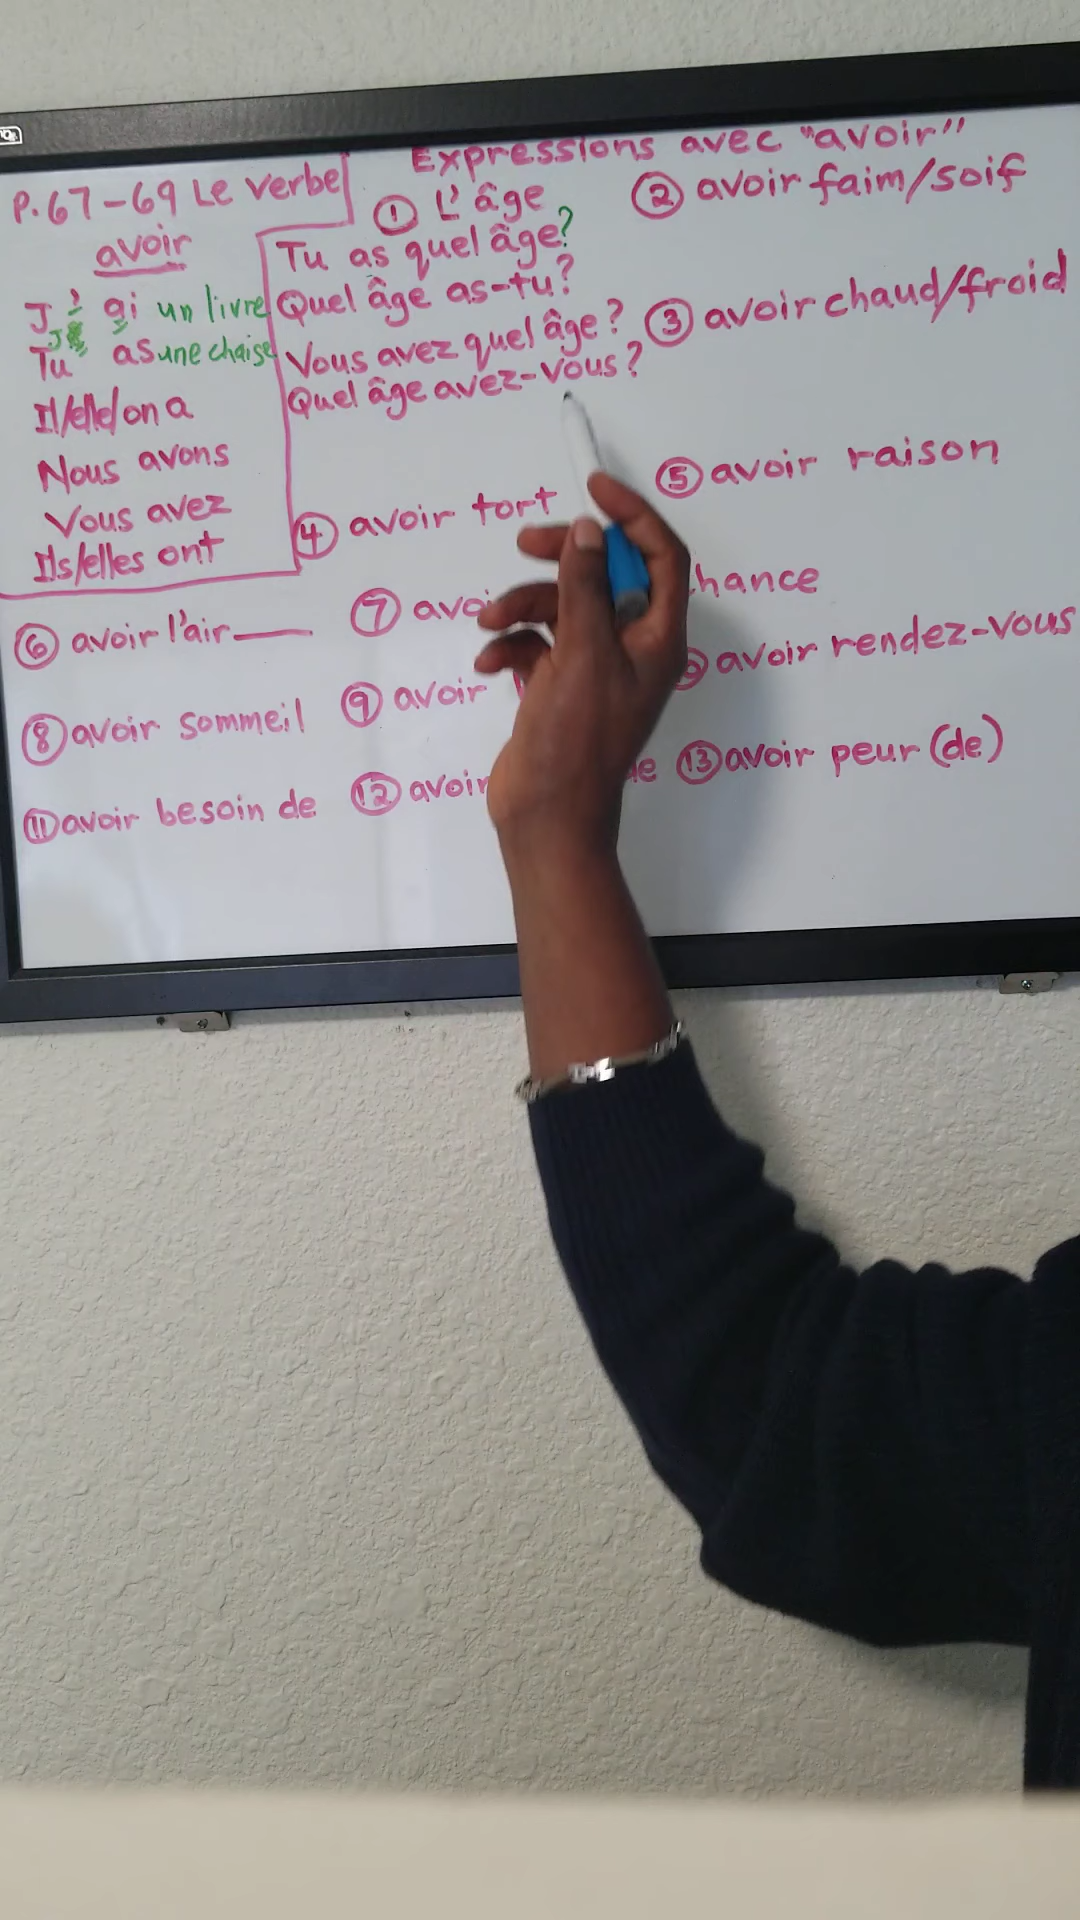 Expressions avec "avoir"
P.67-69 Le verbe
avoir
J'ai un livre
Tu as une chaise
Il/elle/on a
Nous avons
Vous avez
Ils/elles ont
① L'âge
Tu as quel âge?
Quel âge as-tu?
Vous avez quel âge?
Quel âge avez-vous?
② avoir faim/soif
③ avoir chaud/froid
④ avoir tort
⑤ avoir raison
⑥ avoir l'air
⑦ avoi hance
⑧ avoir sommeil
⑨ avoir
avoir rendez-vous
⑪ avoir besoin de
⑫ avoir
⑬ avoir peur (de)